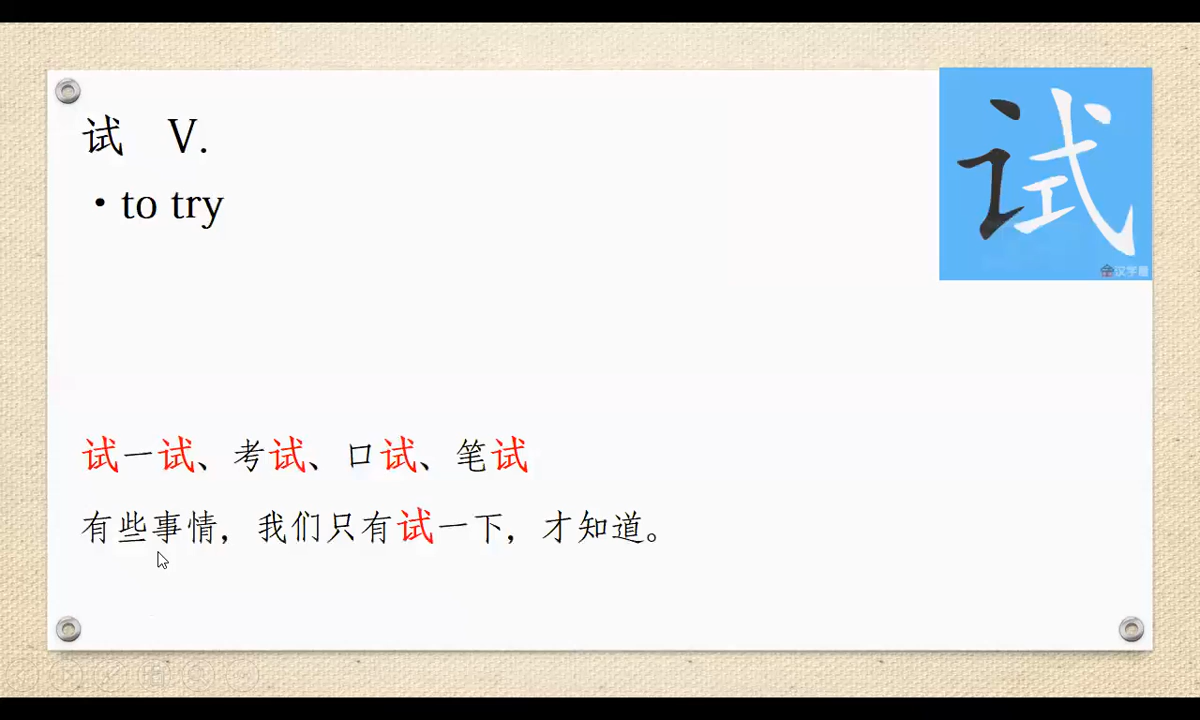 试 V.
• to try
试
汉字屋
试一试、考试、口试、笔试
有些事情，我们只有试一下，才知道。